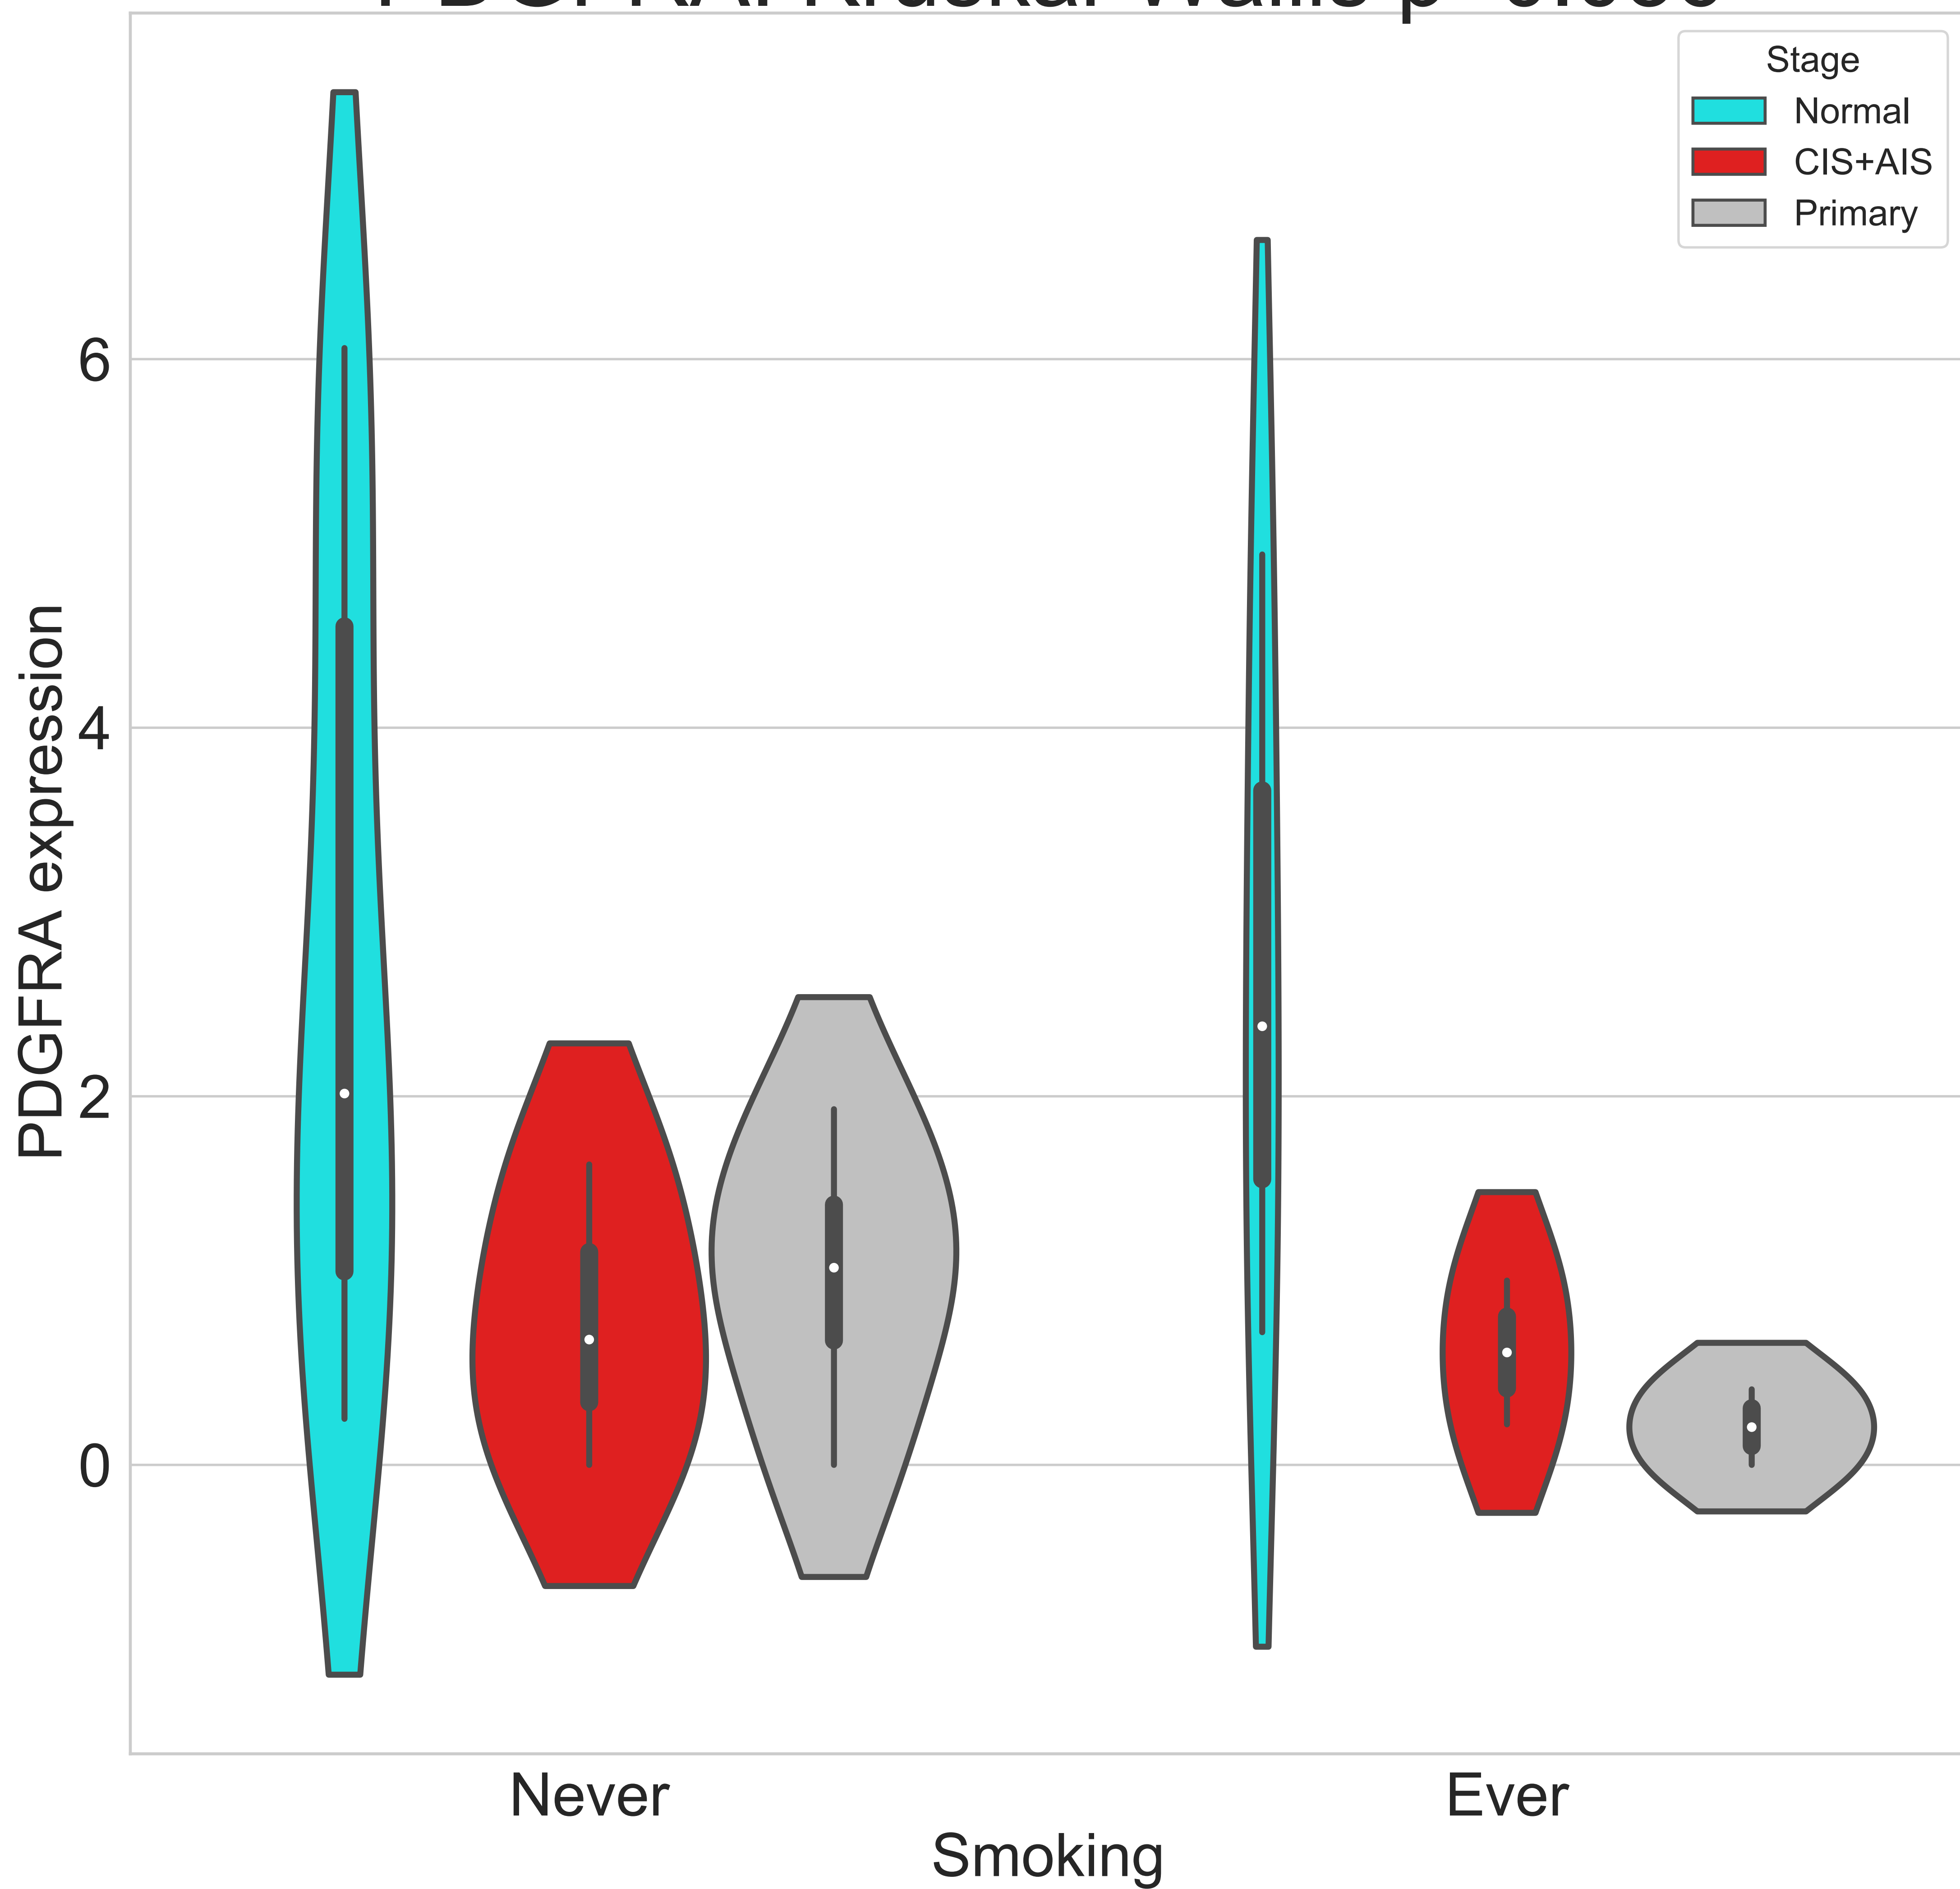 Stage
Normal
CIS+AIS
Primary
6
4
2
0
PDGFRA expression
Never
Ever
Smoking